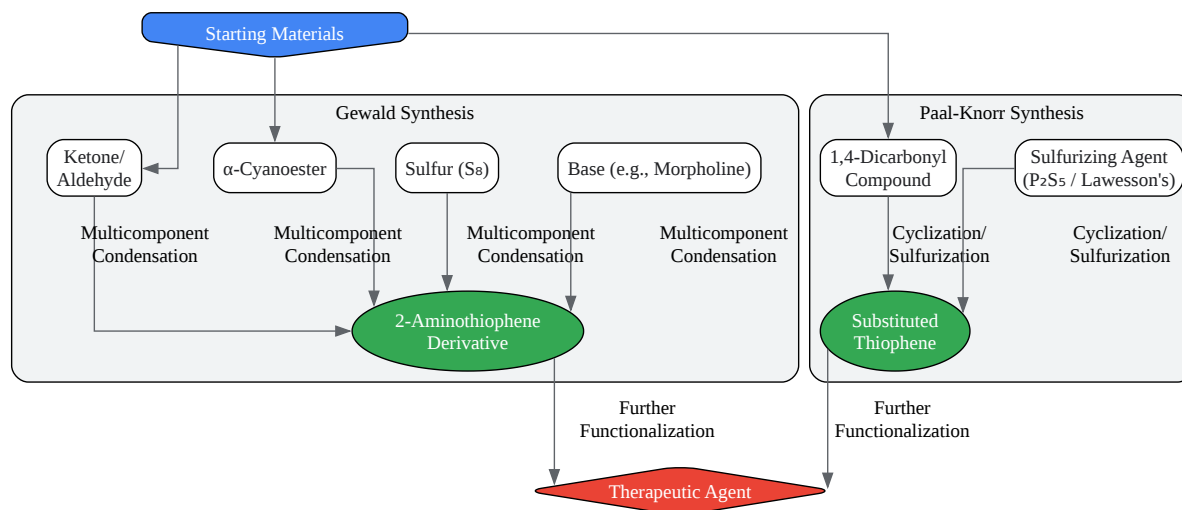 Starting Materials
Gewald Synthesis
Paal-Knorr Synthesis
Ketone/
Aldehyde
α-Cyanoester
Sulfur (S₈)
Base (e.g., Morpholine)
1,4-Dicarbonyl
Compound
Sulfurizing Agent
(P₂S₅ / Lawesson's)
Multicomponent
Condensation
Multicomponent
Condensation
Multicomponent
Condensation
Multicomponent
Condensation
Cyclization/
Sulfurization
Cyclization/
Sulfurization
2-Aminothiophene
Derivative
Substituted
Thiophene
Further
Functionalization
Further
Functionalization
Therapeutic Agent